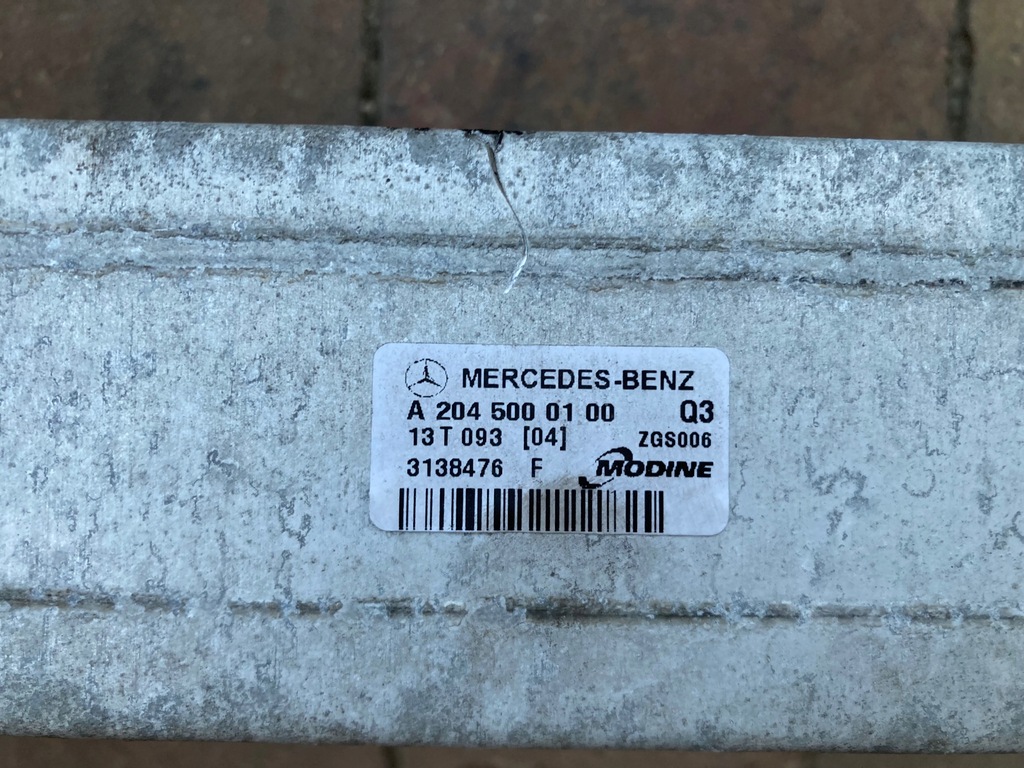 MERCEDES-BENZ
A 204 500 01 00 Q3
13 T 093 [04] ZGS006
3138476 F MODINE